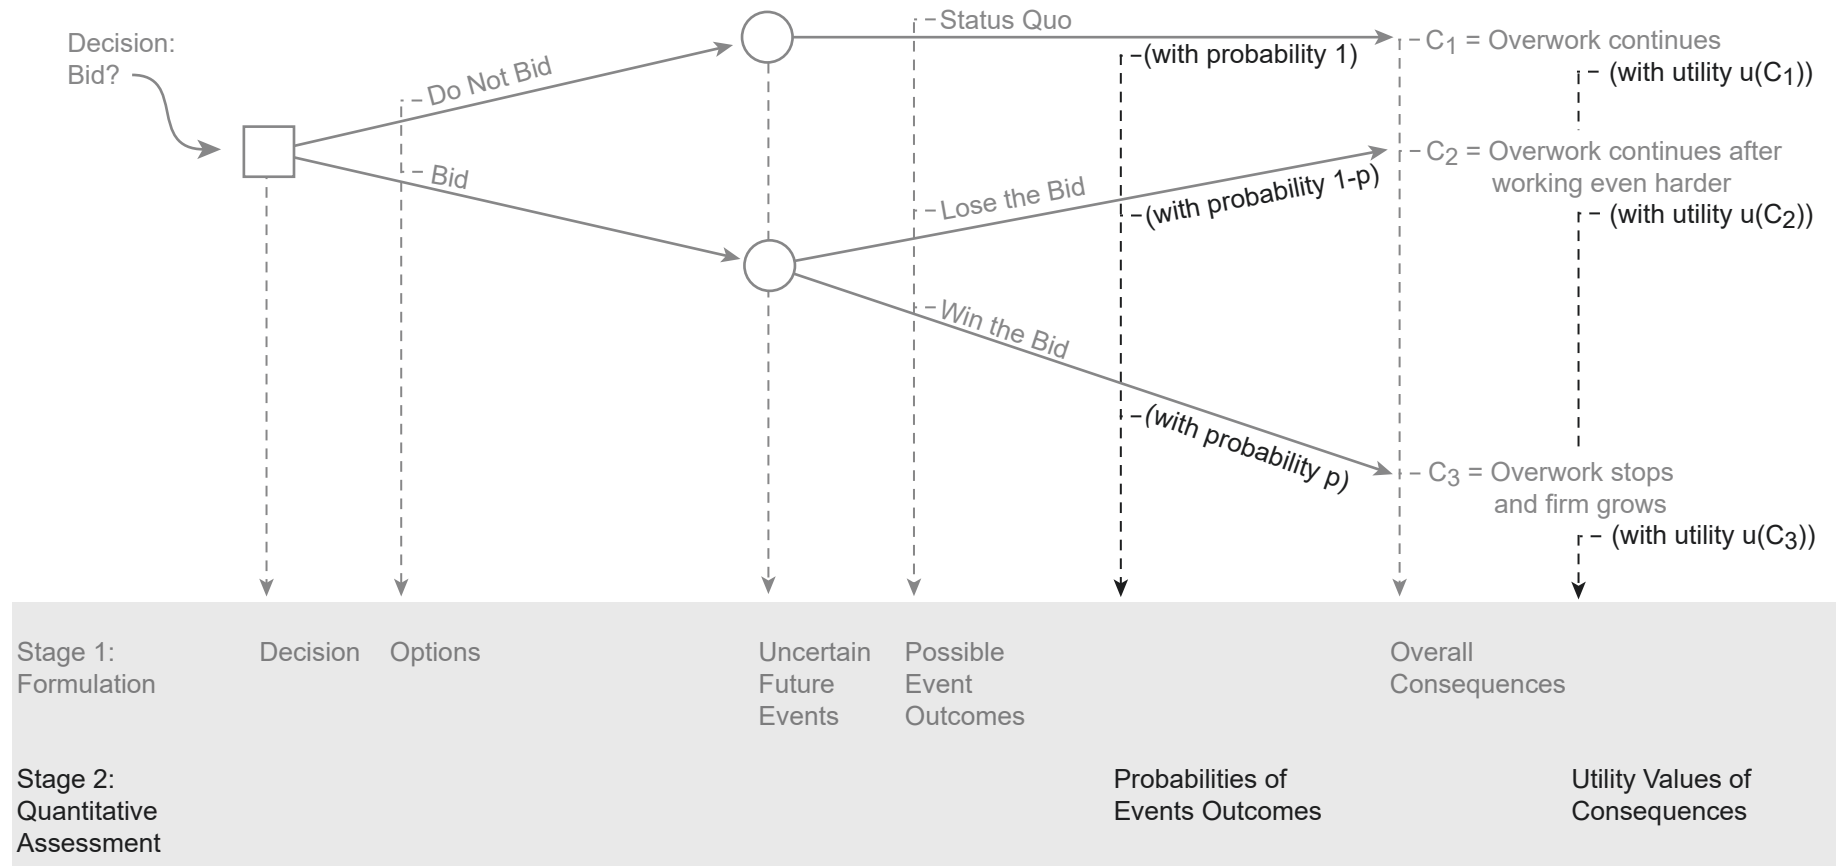 Decision:
Bid?
Do Not Bid
Bid
Status Quo
(with probability 1)
C1 = Overwork continues
(with utility u(C1))
Lose the Bid
(with probability 1-p)
C2 = Overwork continues after
working even harder
(with utility u(C2))
Win the Bid
(with probability p)
C3 = Overwork stops
and firm grows
(with utility u(C3))
Stage 1:
Formulation
Decision
Options
Uncertain
Future
Events
Possible
Event
Outcomes
Overall
Consequences
Stage 2:
Quantitative
Assessment
Probabilities of
Events Outcomes
Utility Values of
Consequences